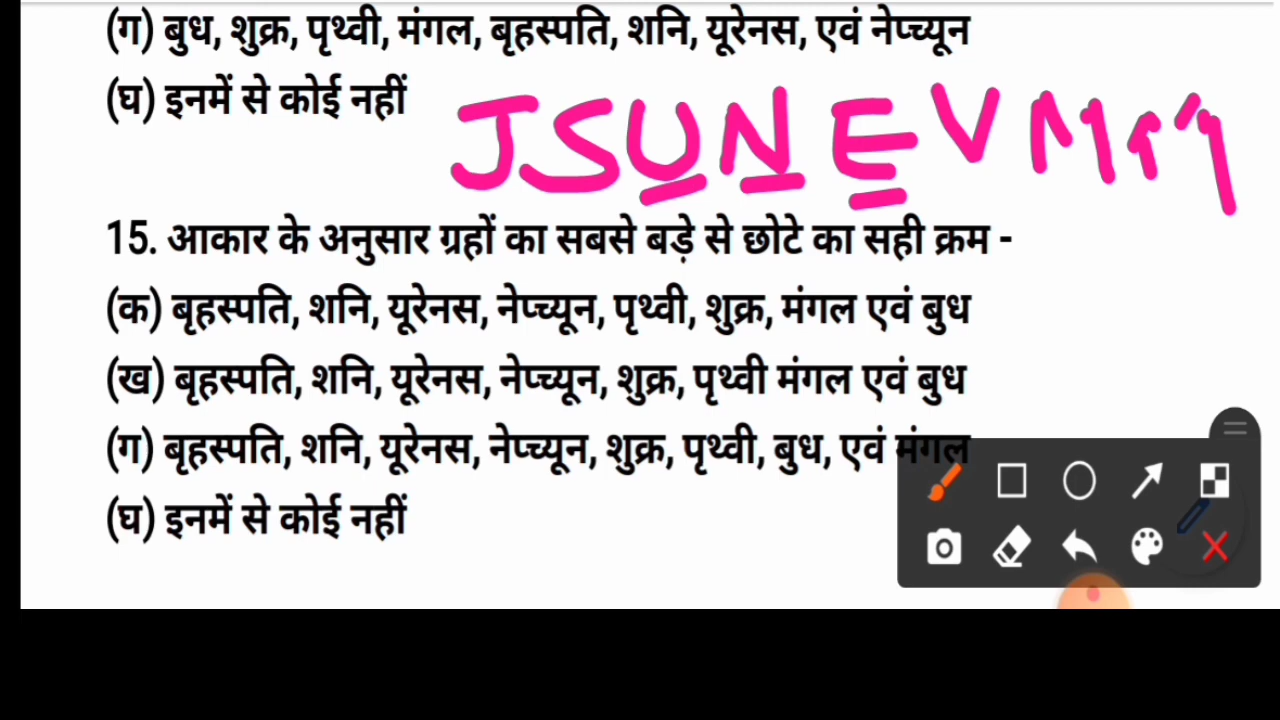 (ग) बुध, शुक्र, पृथ्वी, मंगल, बृहस्पति, शनि, यूरेनस, एवं नेप्च्यून
(घ) इनमें से कोई नहीं
JSUNEVM
15. आकार के अनुसार ग्रहों का सबसे बड़े से छोटे का सही क्रम -
(क) बृहस्पति, शनि, यूरेनस, नेप्च्यून, पृथ्वी, शुक्र, मंगल एवं बुध
(ख) बृहस्पति, शनि, यूरेनस, नेप्च्यून, शुक्र, पृथ्वी मंगल एवं बुध
(ग) बृहस्पति, शनि, यूरेनस, नेप्च्यून, शुक्र, पृथ्वी, बुध, एवं मंगल
(घ) इनमें से कोई नहीं